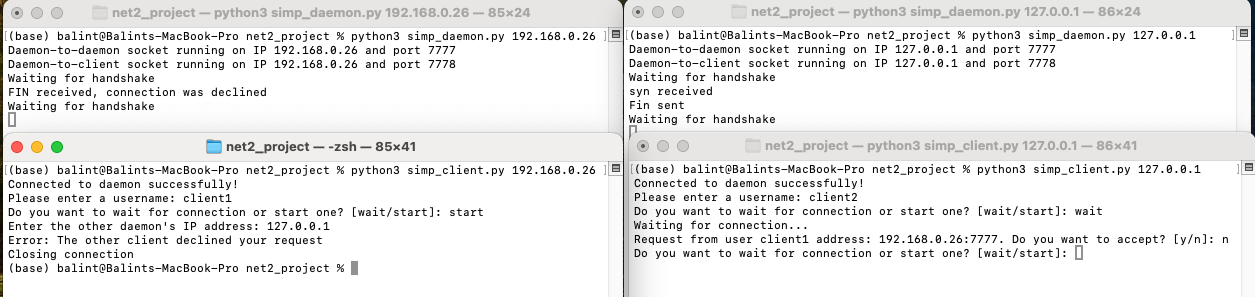 net2_project — python3 simp_daemon.py 192.168.0.26 — 85×24
(base) balint@Balints-MacBook-Pro net2_project % python3 simp_daemon.py 192.168.0.26
Daemon-to-daemon socket running on IP 192.168.0.26 and port 7777
Daemon-to-client socket running on IP 192.168.0.26 and port 7778
Waiting for handshake
FIN received, connection was declined
Waiting for handshake
net2_project — python3 simp_daemon.py 127.0.0.1 — 86×24
(base) balint@Balints-MacBook-Pro net2_project % python3 simp_daemon.py 127.0.0.1
Daemon-to-daemon socket running on IP 127.0.0.1 and port 7777
Daemon-to-client socket running on IP 127.0.0.1 and port 7778
Waiting for handshake
syn received
Fin sent
Waiting for handshake
net2_project — -zsh — 85×41
(base) balint@Balints-MacBook-Pro net2_project % python3 simp_client.py 192.168.0.26
Connected to daemon successfully!
Please enter a username: client1
Do you want to wait for connection or start one? [wait/start]: start
Enter the other daemon's IP address: 127.0.0.1
Error: The other client declined your request
Closing connection
(base) balint@Balints-MacBook-Pro net2_project %
net2_project — python3 simp_client.py 127.0.0.1 — 86×41
(base) balint@Balints-MacBook-Pro net2_project % python3 simp_client.py 127.0.0.1
Connected to daemon successfully!
Please enter a username: client2
Do you want to wait for connection or start one? [wait/start]: wait
Waiting for connection...
Request from user client1 address: 192.168.0.26:7777. Do you want to accept? [y/n]: n
Do you want to wait for connection or start one? [wait/start]: